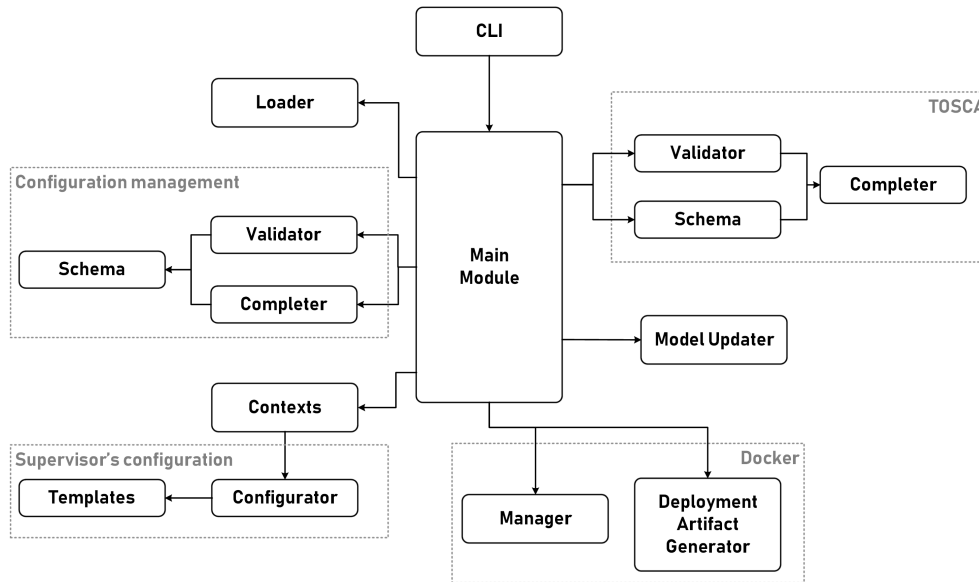 CLI
Loader
TOSCA
Validator
Completer
Schema
Configuration management
Validator
Schema
Completer
Main
Module
Model Updater
Contexts
Supervisor's configuration
Templates
Configurator
Docker
Manager
Deployment
Artifact
Generator